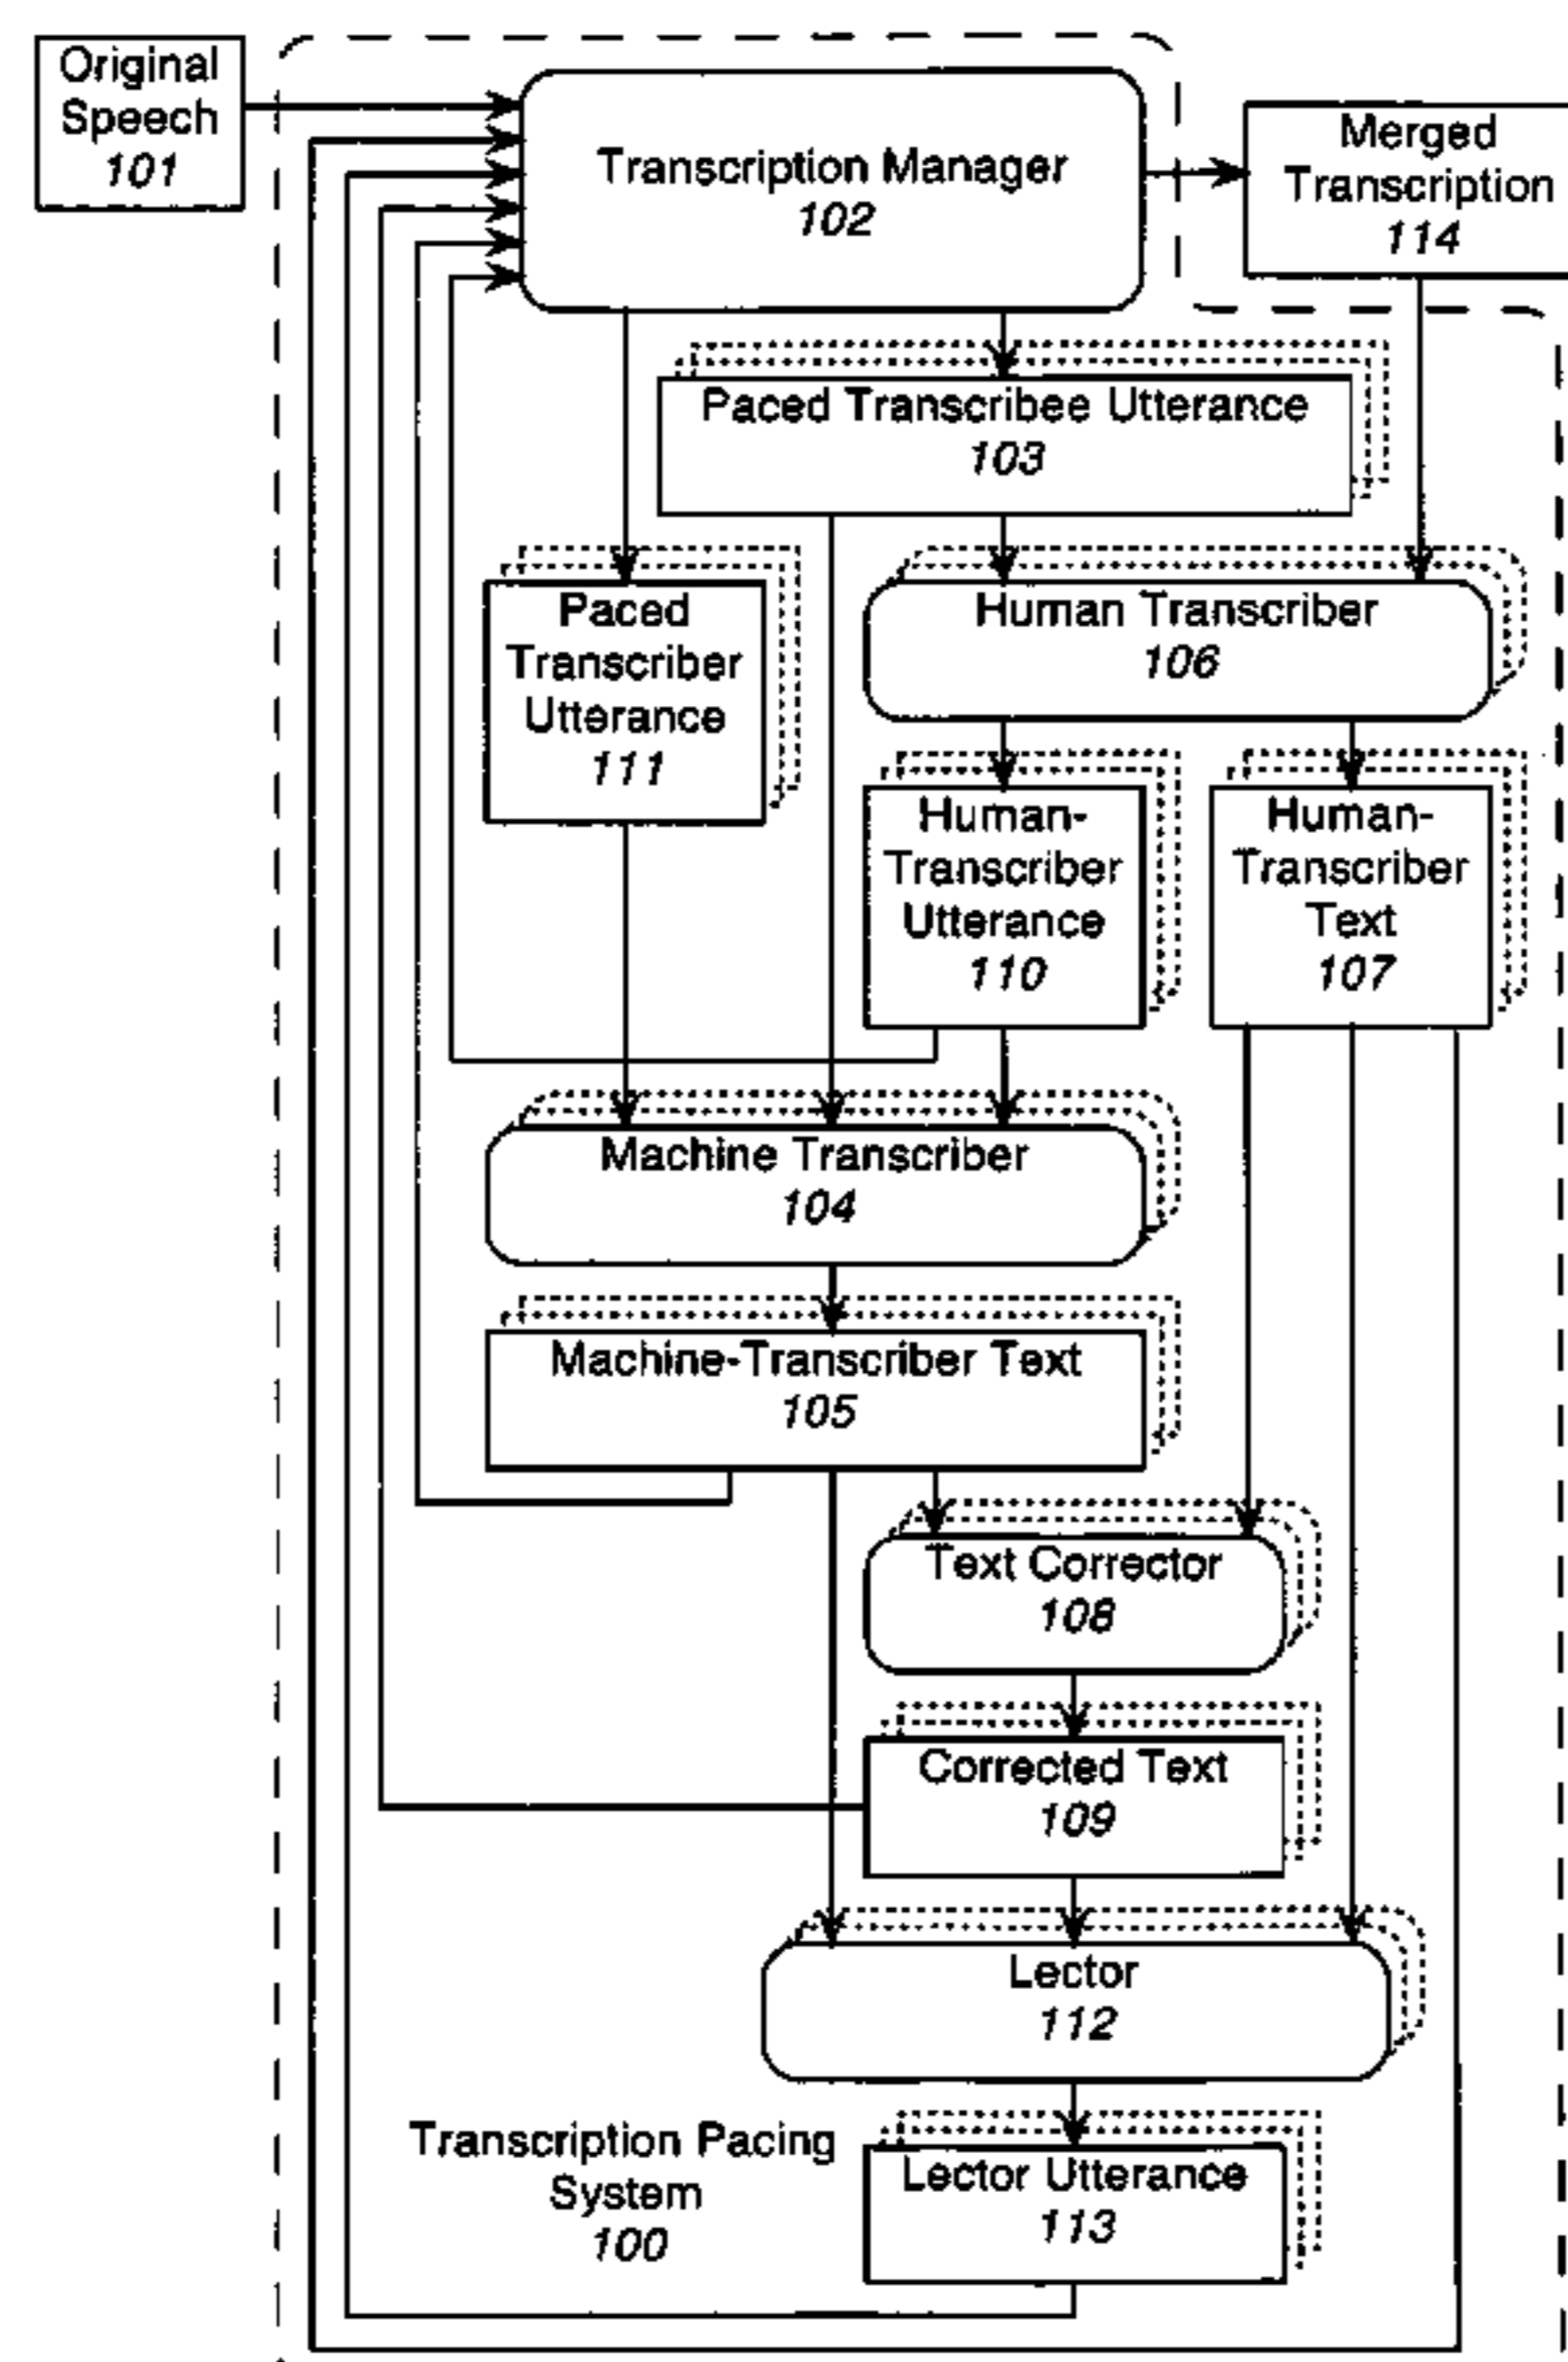 Original
Speech
101
Transcription Manager
102
Merged
Transcription
114
Paced Transcribee Utterance
103
Paced
Transcriber
Utterance
111
Human Transcriber
106
Human-
Transcriber
Utterance
110
Human-
Transcriber
Text
107
Machine Transcriber
104
Machine-Transcriber Text
105
Text Corrector
108
Corrected Text
109
Lector
112
Transcription Pacing
System
100
Lector Utterance
113